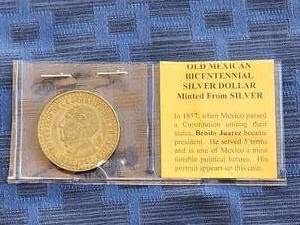 OLD MEXICAN
BICENTENNIAL
SILVER DOLLAR
Minted From SILVER
In 1857, when Mexico passed
a Constitution uniting their
states, Benito Juarez became
president. He served 5 terms
and is one of Mexico's most
notable political heroes. His
portrait appears on this coin.